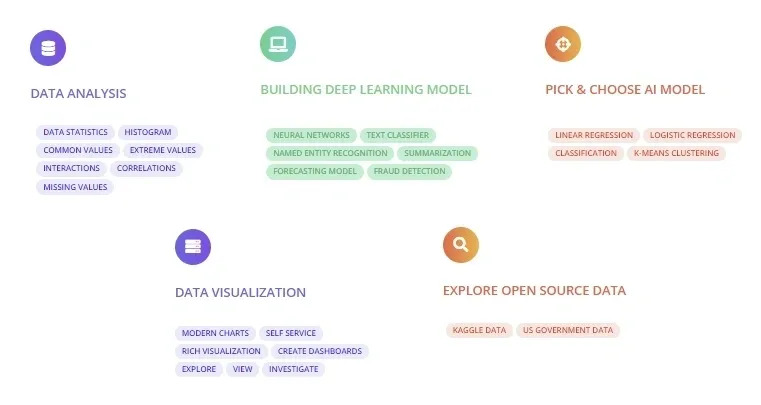 DATA ANALYSIS
DATA STATISTICS HISTOGRAM
COMMON VALUES EXTREME VALUES
INTERACTIONS CORRELATIONS
MISSING VALUES
BUILDING DEEP LEARNING MODEL
NEURAL NETWORKS TEXT CLASSIFIER
NAMED ENTITY RECOGNITION SUMMARIZATION
FORECASTING MODEL FRAUD DETECTION
PICK & CHOOSE AI MODEL
LINEAR REGRESSION LOGISTIC REGRESSION
CLASSIFICATION K-MEANS CLUSTERING
DATA VISUALIZATION
MODERN CHARTS SELF SERVICE
RICH VISUALIZATION CREATE DASHBOARDS
EXPLORE VIEW INVESTIGATE
EXPLORE OPEN SOURCE DATA
KAGGLE DATA US GOVERNMENT DATA